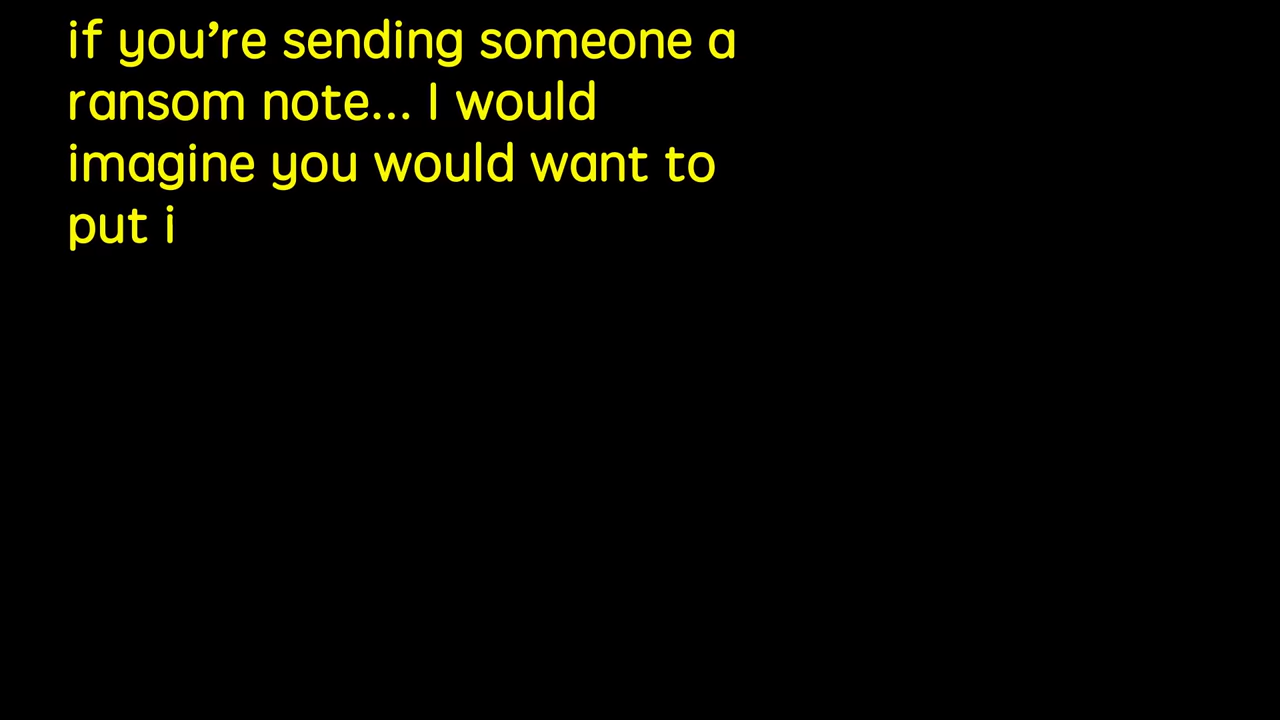 if you’re sending someone a
ransom note... I would
imagine you would want to
put i